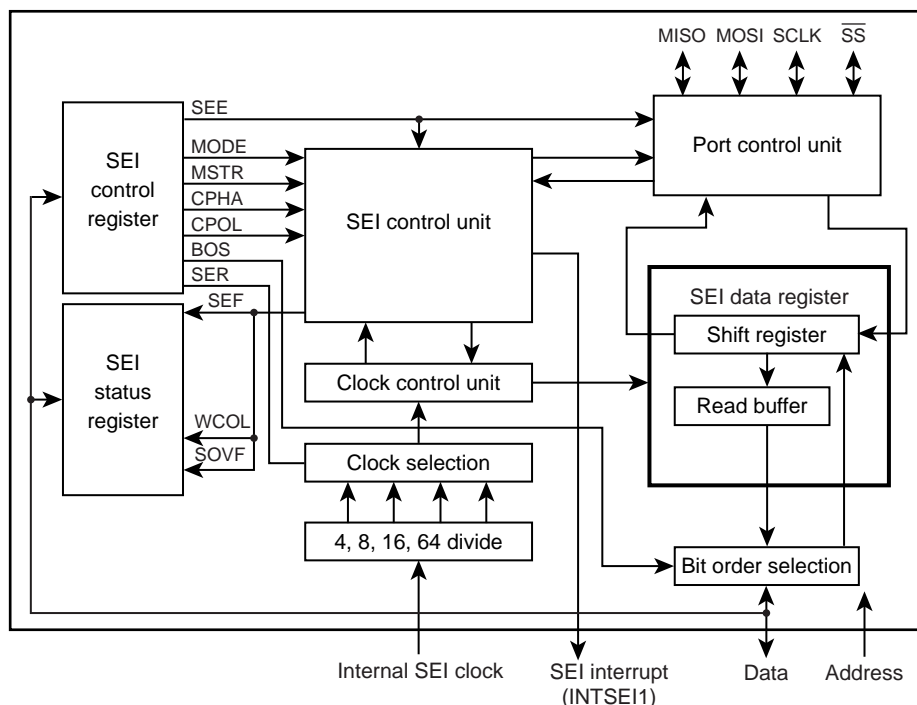 MISO MOSI SCLK SS
SEE
SEI
control
register
MODE
MSTR
CPHA
CPOL
BOS
SER
SEI control unit
Port control unit
SEF
SEI
status
register
WCOL
SOVF
SEI data register
Shift register
Read buffer
Clock control unit
Clock selection
4, 8, 16, 64 divide
Bit order selection
Internal SEI clock
SEI interrupt
(INTSEI1)
Data
Address